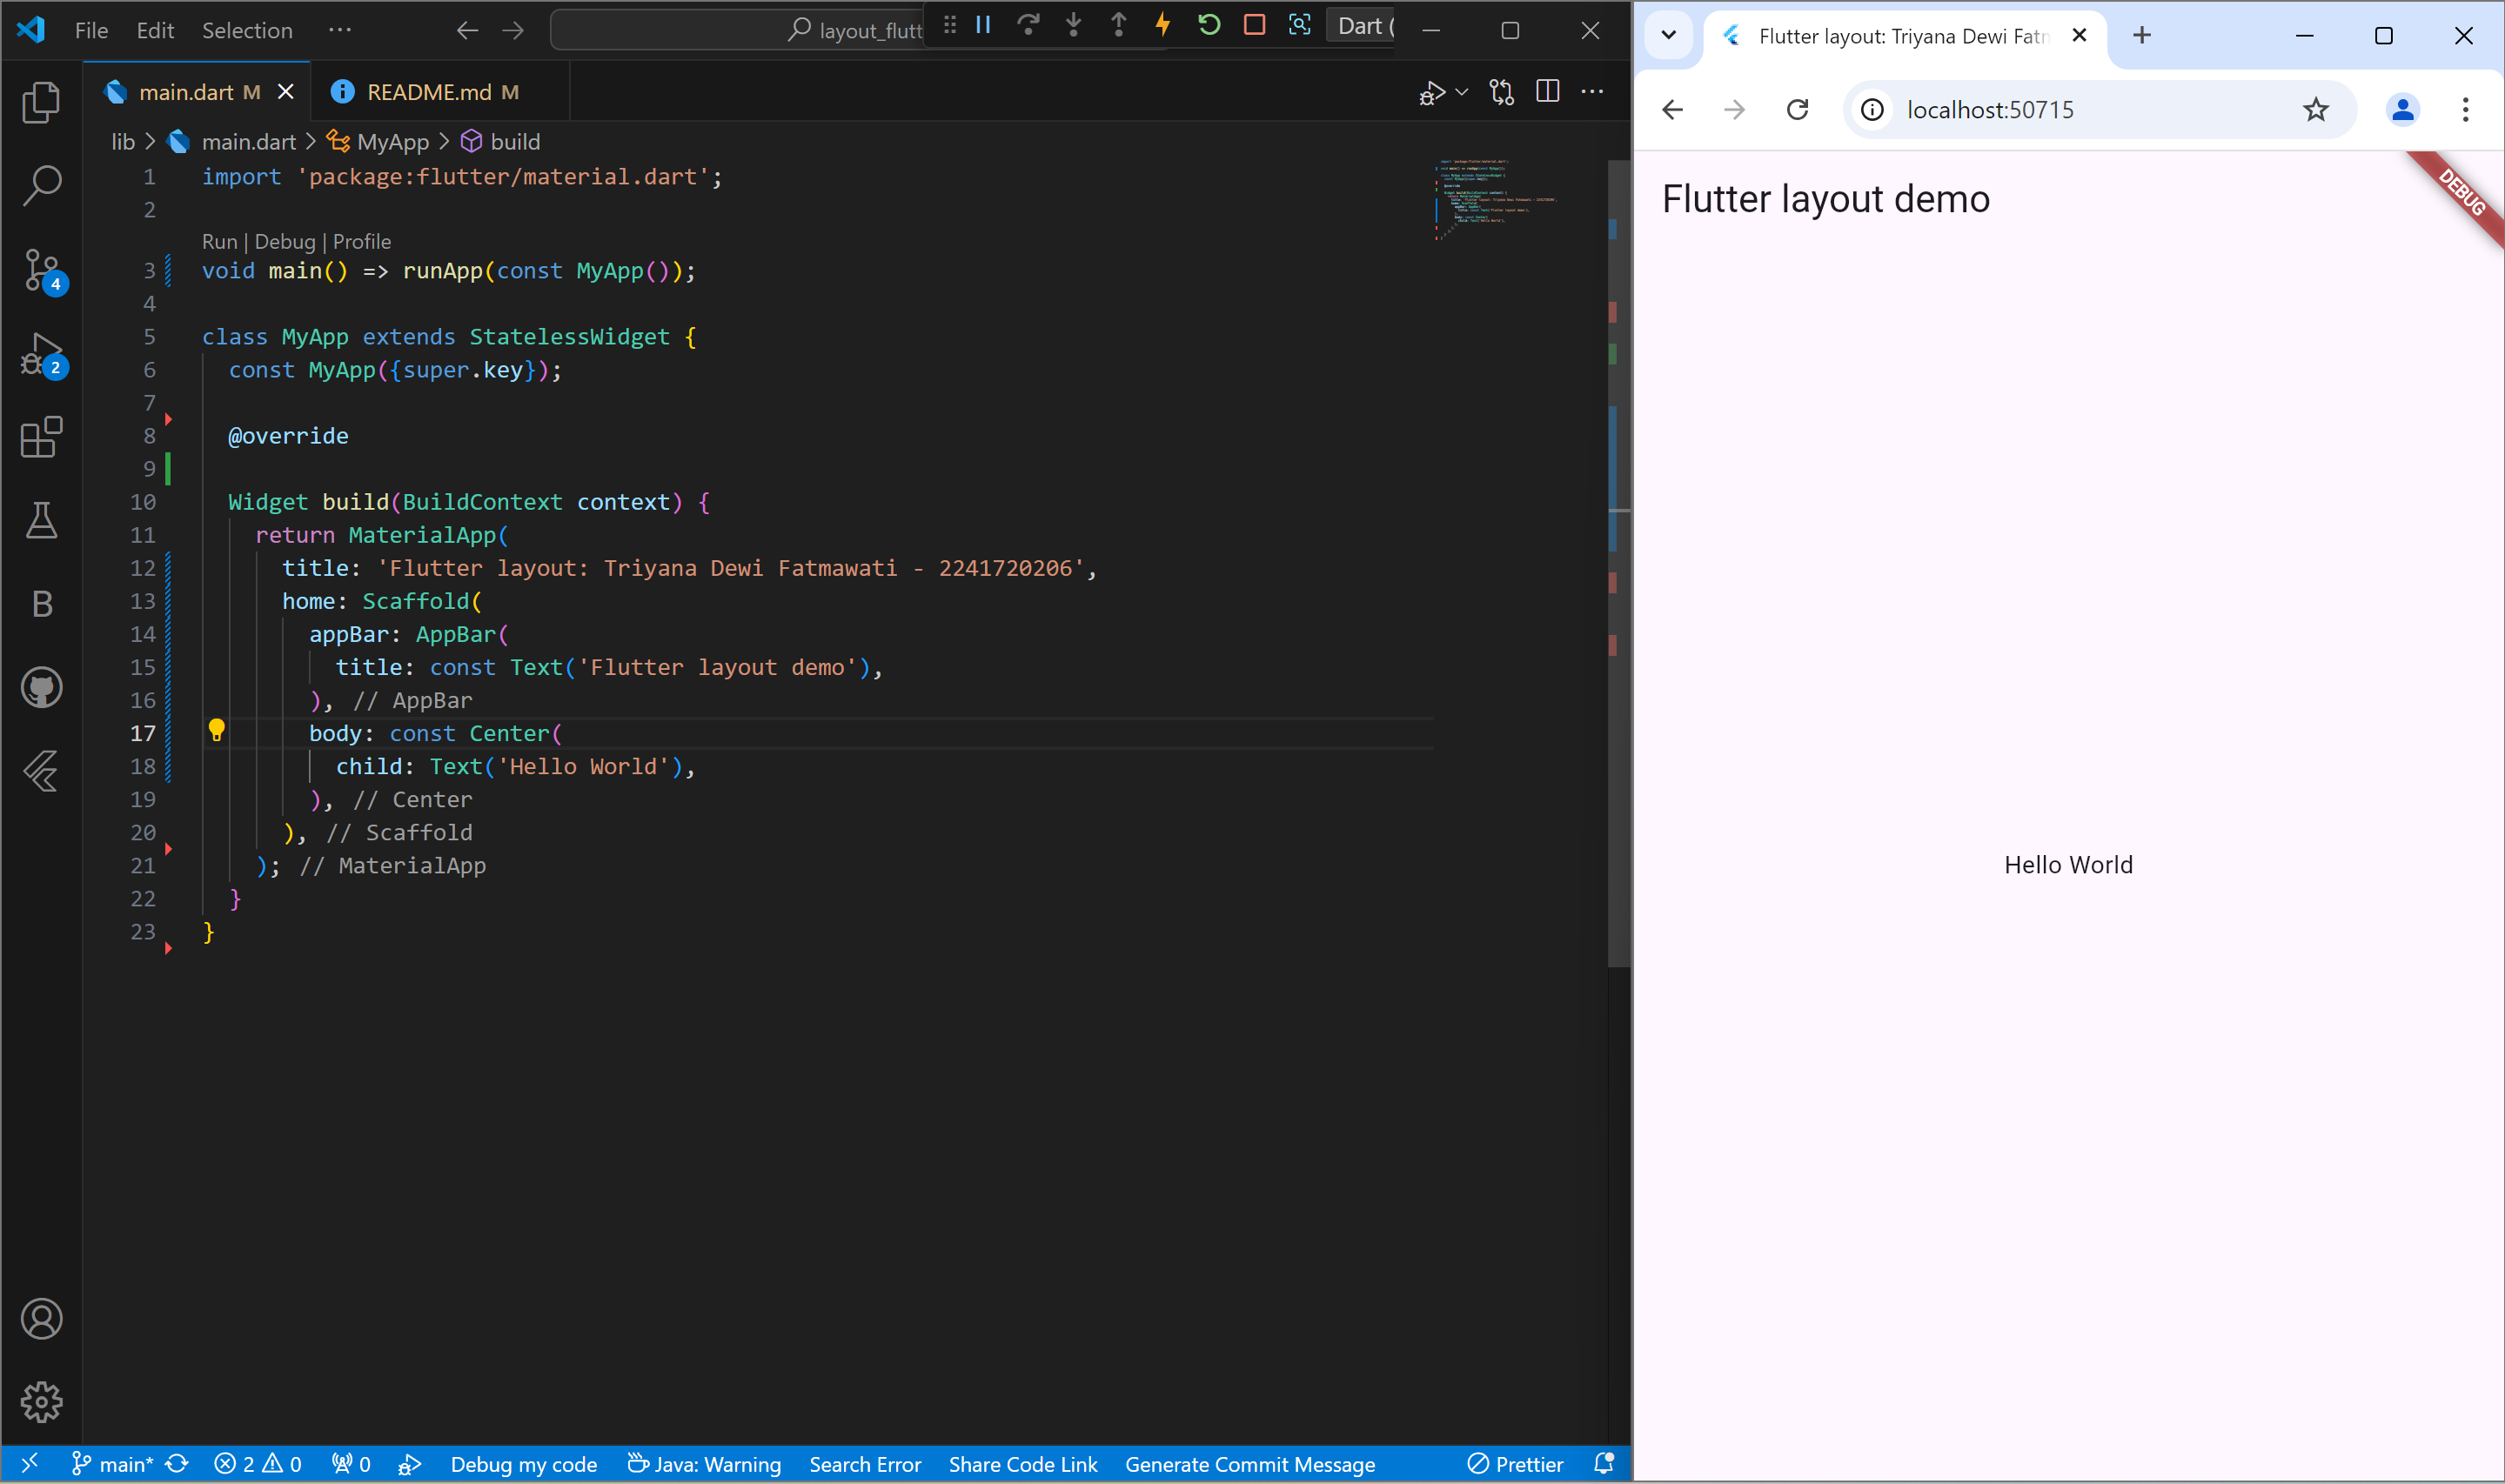 File Edit Selection ··· layout_flutt Dart (
main.dart M README.md M
lib > main.dart > MyApp > build
1 import 'package:flutter/material.dart';
2
Run | Debug | Profile
3 void main() => runApp(const MyApp());
4
5 class MyApp extends StatelessWidget {
6 const MyApp({super.key});
7
8 @override
9
10 Widget build(BuildContext context) {
11 return MaterialApp(
12 title: 'Flutter layout: Triyana Dewi Fatmawati - 2241720206',
13 home: Scaffold(
14 appBar: AppBar(
15 title: const Text('Flutter layout demo'),
16 ), // AppBar
17 body: const Center(
18 child: Text('Hello World'),
19 ), // Center
20 ), // Scaffold
21 ); // MaterialApp
22 }
23 }
4
2
B
main* 2 0 0 Debug my code Java: Warning Search Error Share Code Link Generate Commit Message Prettier
Flutter layout: Triyana Dewi Fatm
localhost:50715
Flutter layout demo
DEBUG
Hello World